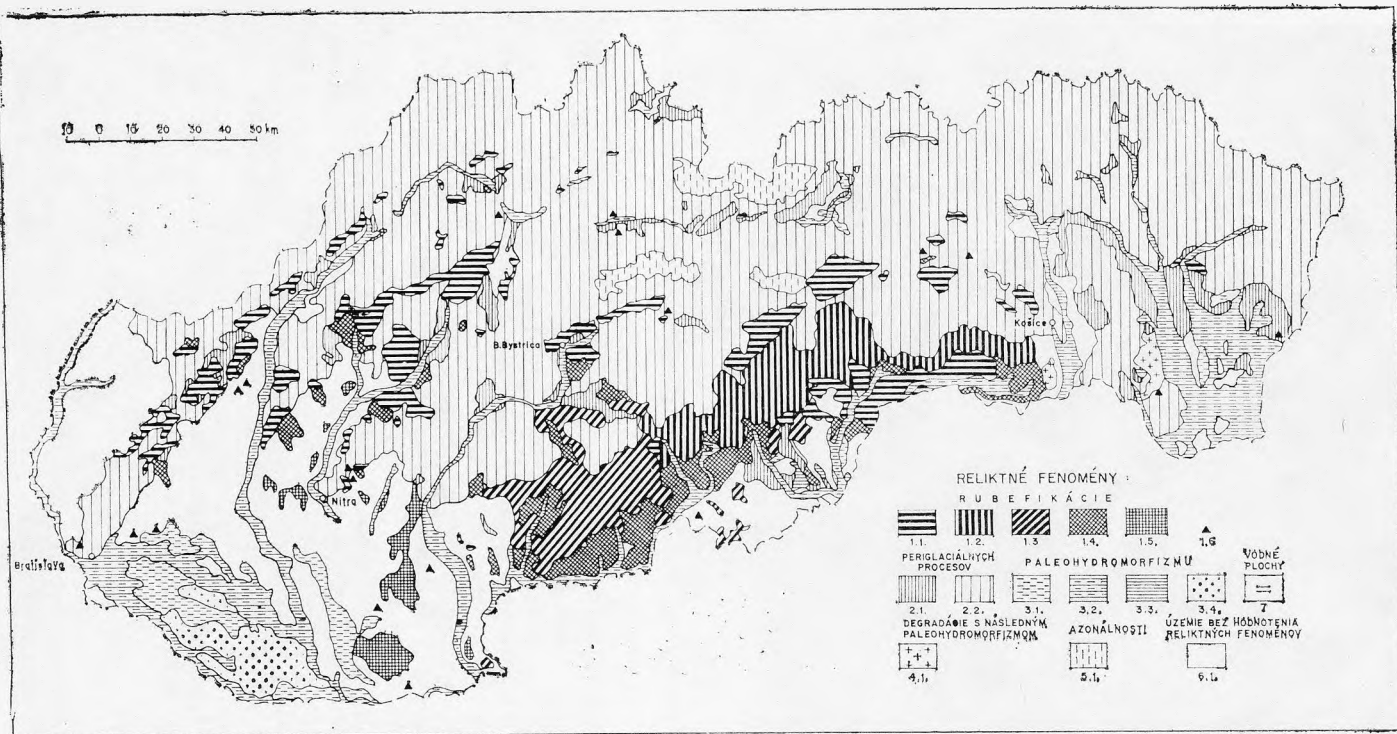 10 0 10 20 30 40 50 km
B. Bystrica
Košice
Nitra
Bratislava
RELIKTNÉ FENOMÉNY :
RUBEFIKÁCIE
1.1. 1.2. 1.3 1.4. 1.5. 1.6
PERIGLACIÁLNYCH PROCESOV
PALEOHYDROMORFIZMU
VODNÉ PLOCHY
2.1. 2.2. 3.1. 3.2. 3.3. 3.4. 7
DEGRADÁCIE S NÁSLEDNÝM PALEOHYDROMORFIZMOM
AZONÁLNOSTI
ÚZEMIE BEZ HODNOTENIA RELIKTNÝCH FENOMÉNOV
4.1. 5.1. 6.1.